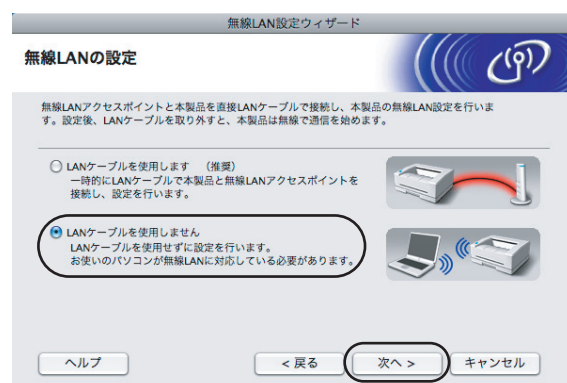 無線LAN設定ウィザード
無線LANの設定
無線LANアクセスポイントと本製品を直接LANケーブルで接続し、本製品の無線LAN設定を行いま
す。設定後、LANケーブルを取り外すと、本製品は無線で通信を始めます。
LANケーブルを使用します （推奨）
一時的にLANケーブルで本製品と無線LANアクセスポイントを
接続し、設定を行います。
LANケーブルを使用しません
LANケーブルを使用せずに設定を行います。
お使いのパソコンが無線LANに対応している必要があります。
ヘルプ < 戻る 次へ > キャンセル